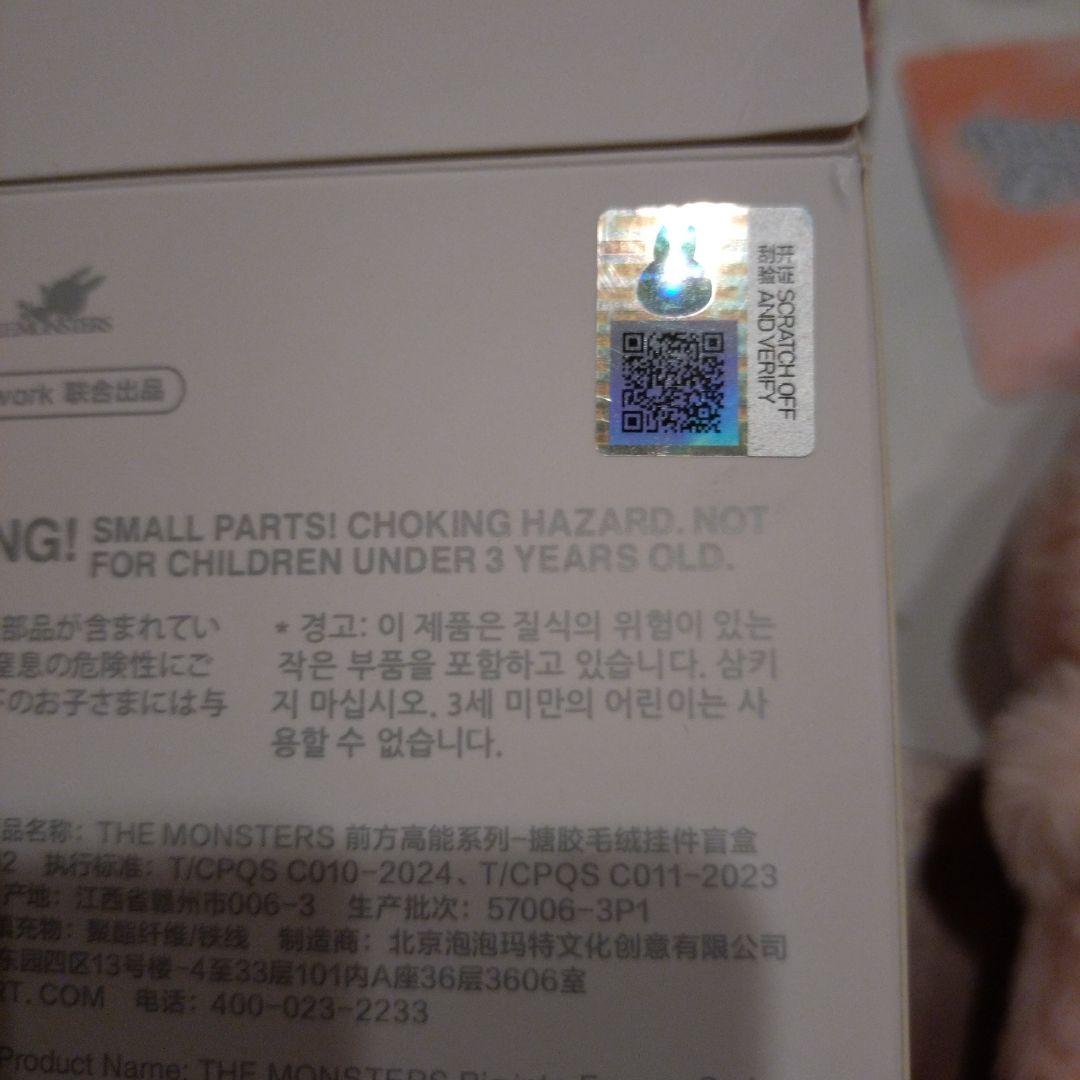 MONSTERS
work 联合出品
刮涂层 SCRATCH OFF
AND VERIFY
NG! SMALL PARTS! CHOKING HAZARD. NOT
FOR CHILDREN UNDER 3 YEARS OLD.
部品が含まれてい
窒息の危険性にご
下のお子さまには与
* 경고: 이 제품은 질식의 위험이 있는
작은 부품을 포함하고 있습니다. 삼키
지 마십시오. 3세 미만의 어린이는 사
용할 수 없습니다.
品名称: THE MONSTERS 前方高能系列-搪胶毛绒挂件盲盒
02 执行标准: T/CPQS C010-2024、T/CPQS C011-2023
产地: 江西省赣州市006-3 生产批次: 57006-3P1
填充物: 聚酯纤维/铁线 制造商: 北京泡泡玛特文化创意有限公司
东园四区13号楼-4至33层101内A座36层3606室
RT.COM 电话: 400-023-2233
Product Name: THE MONSTERS Big into Energy